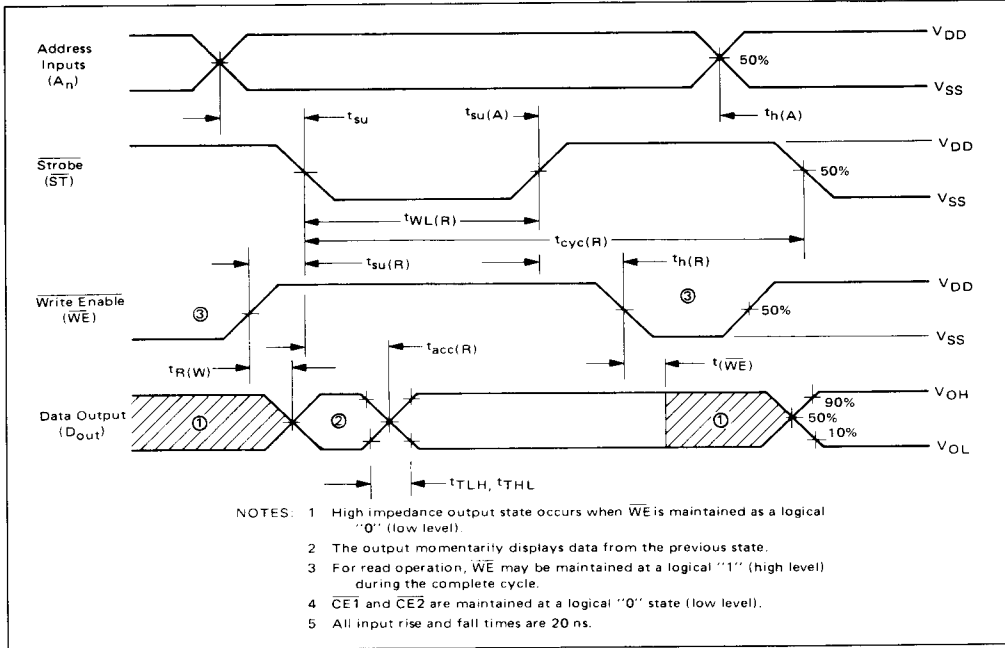 Address
Inputs
(An)
VDD
50%
VSS
tsu
tsu(A)
th(A)
Strobe
(ST)
VDD
50%
VSS
tWL(R)
tcyc(R)
tsu(R)
th(R)
Write Enable
(WE)
③
③
VDD
50%
VSS
tR(W)
tacc(R)
t(WE)
Data Output
(Dout)
①
②
①
VOH
90%
50%
10%
VOL
tTLH, tTHL
NOTES: 1 High impedance output state occurs when WE is maintained as a logical
"0" (low level).
2 The output momentarily displays data from the previous state.
3 For read operation, WE may be maintained at a logical "1" (high level)
during the complete cycle.
4 CE1 and CE2 are maintained at a logical "0" state (low level).
5 All input rise and fall times are 20 ns.